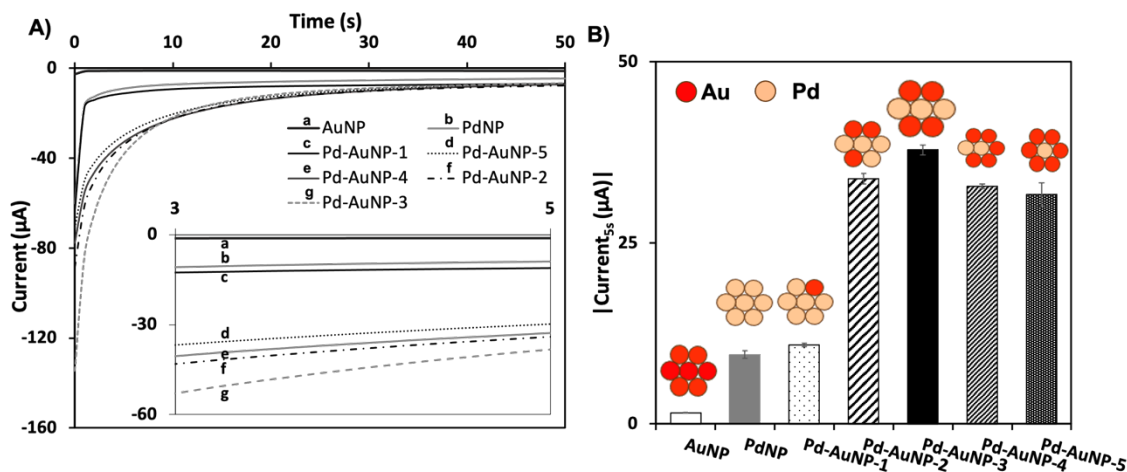 A)
Time (s)
0 10 20 30 40 50
0
-40
-80
-120
-160
Current (µA)
a AuNP
b PdNP
c Pd-AuNP-1
d Pd-AuNP-5
e Pd-AuNP-4
f Pd-AuNP-2
g Pd-AuNP-3
3 5
0
-30
-60
a
b
c
d
e
f
g
B)
50
25
0
|Current5s (µA)|
Au Pd
AuNP
PdNP
Pd-AuNP-1
Pd-AuNP-2
Pd-AuNP-3
Pd-AuNP-4
Pd-AuNP-5